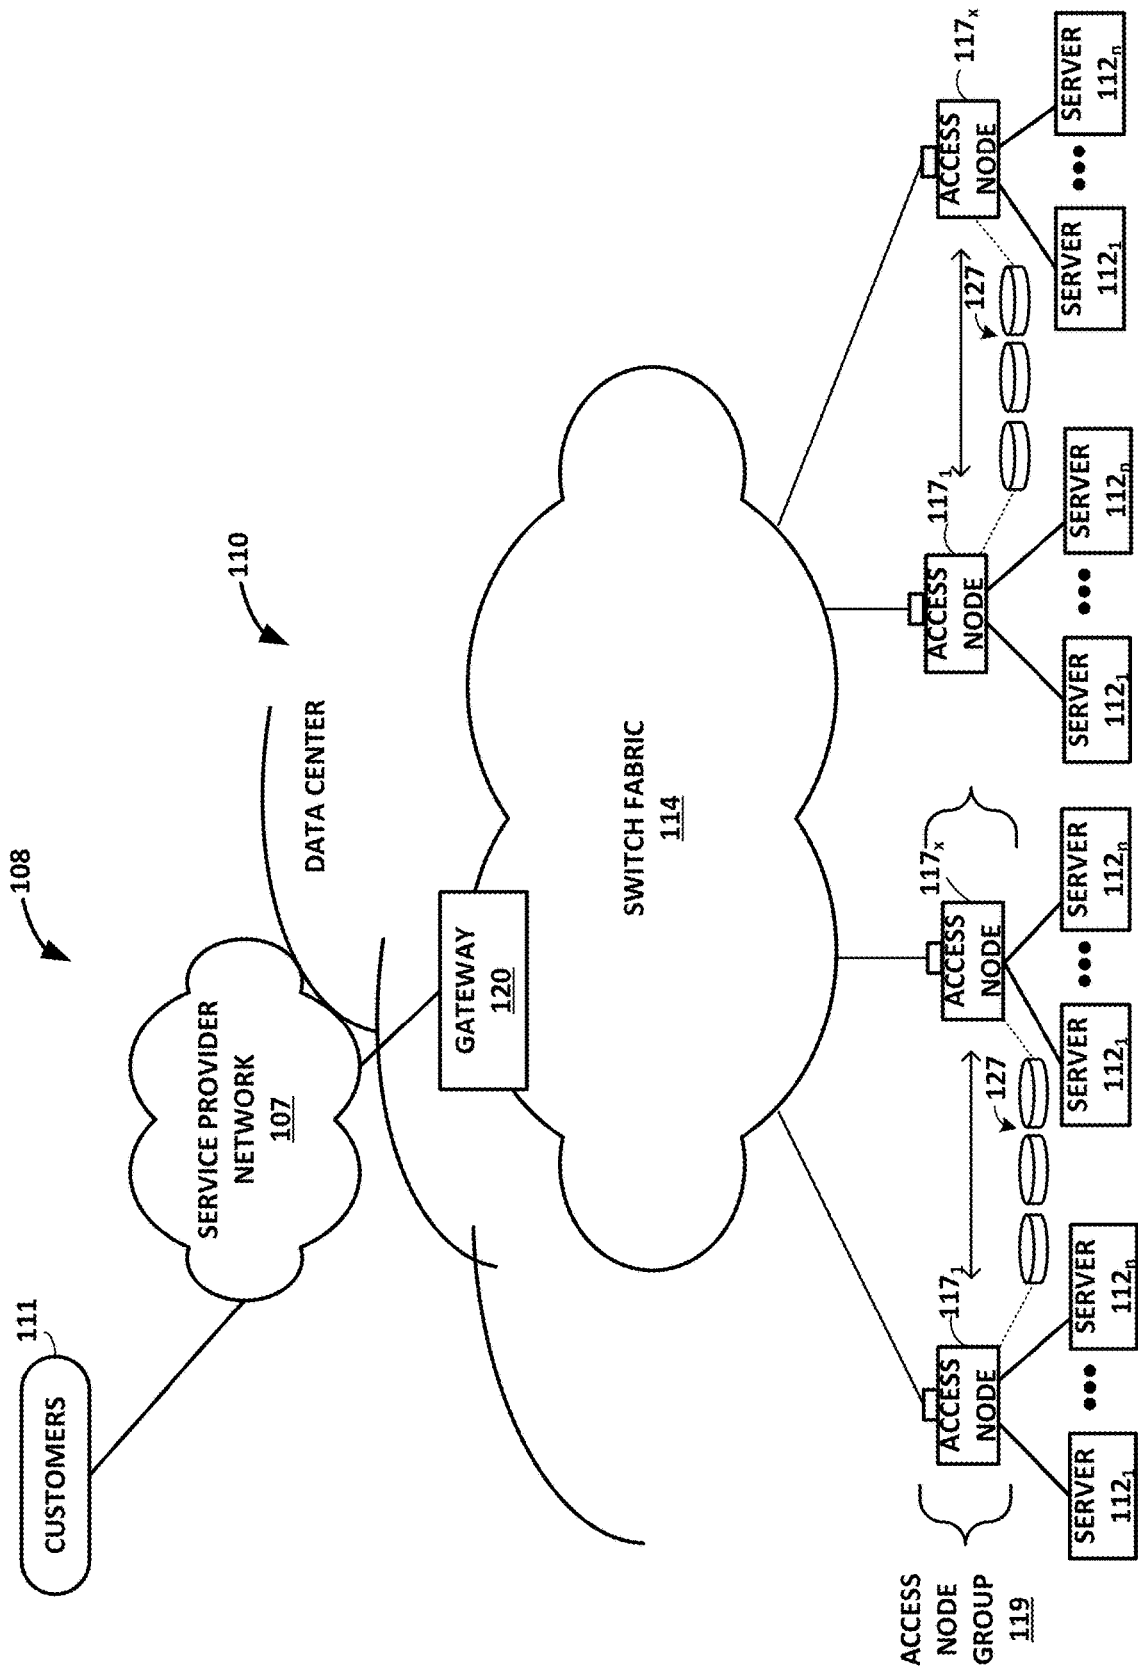 108
CUSTOMERS
111
SERVICE PROVIDER
NETWORK
107
110
DATA CENTER
GATEWAY
120
SWITCH FABRIC
114
ACCESS
NODE
GROUP
119
ACCESS
NODE
117₁
127
ACCESS
NODE
117ₓ
ACCESS
NODE
117₁
127
ACCESS
NODE
117ₓ
SERVER
112₁
•••
SERVER
112ₙ
SERVER
112₁
•••
SERVER
112ₙ
SERVER
112₁
•••
SERVER
112ₙ
SERVER
112₁
•••
SERVER
112ₙ